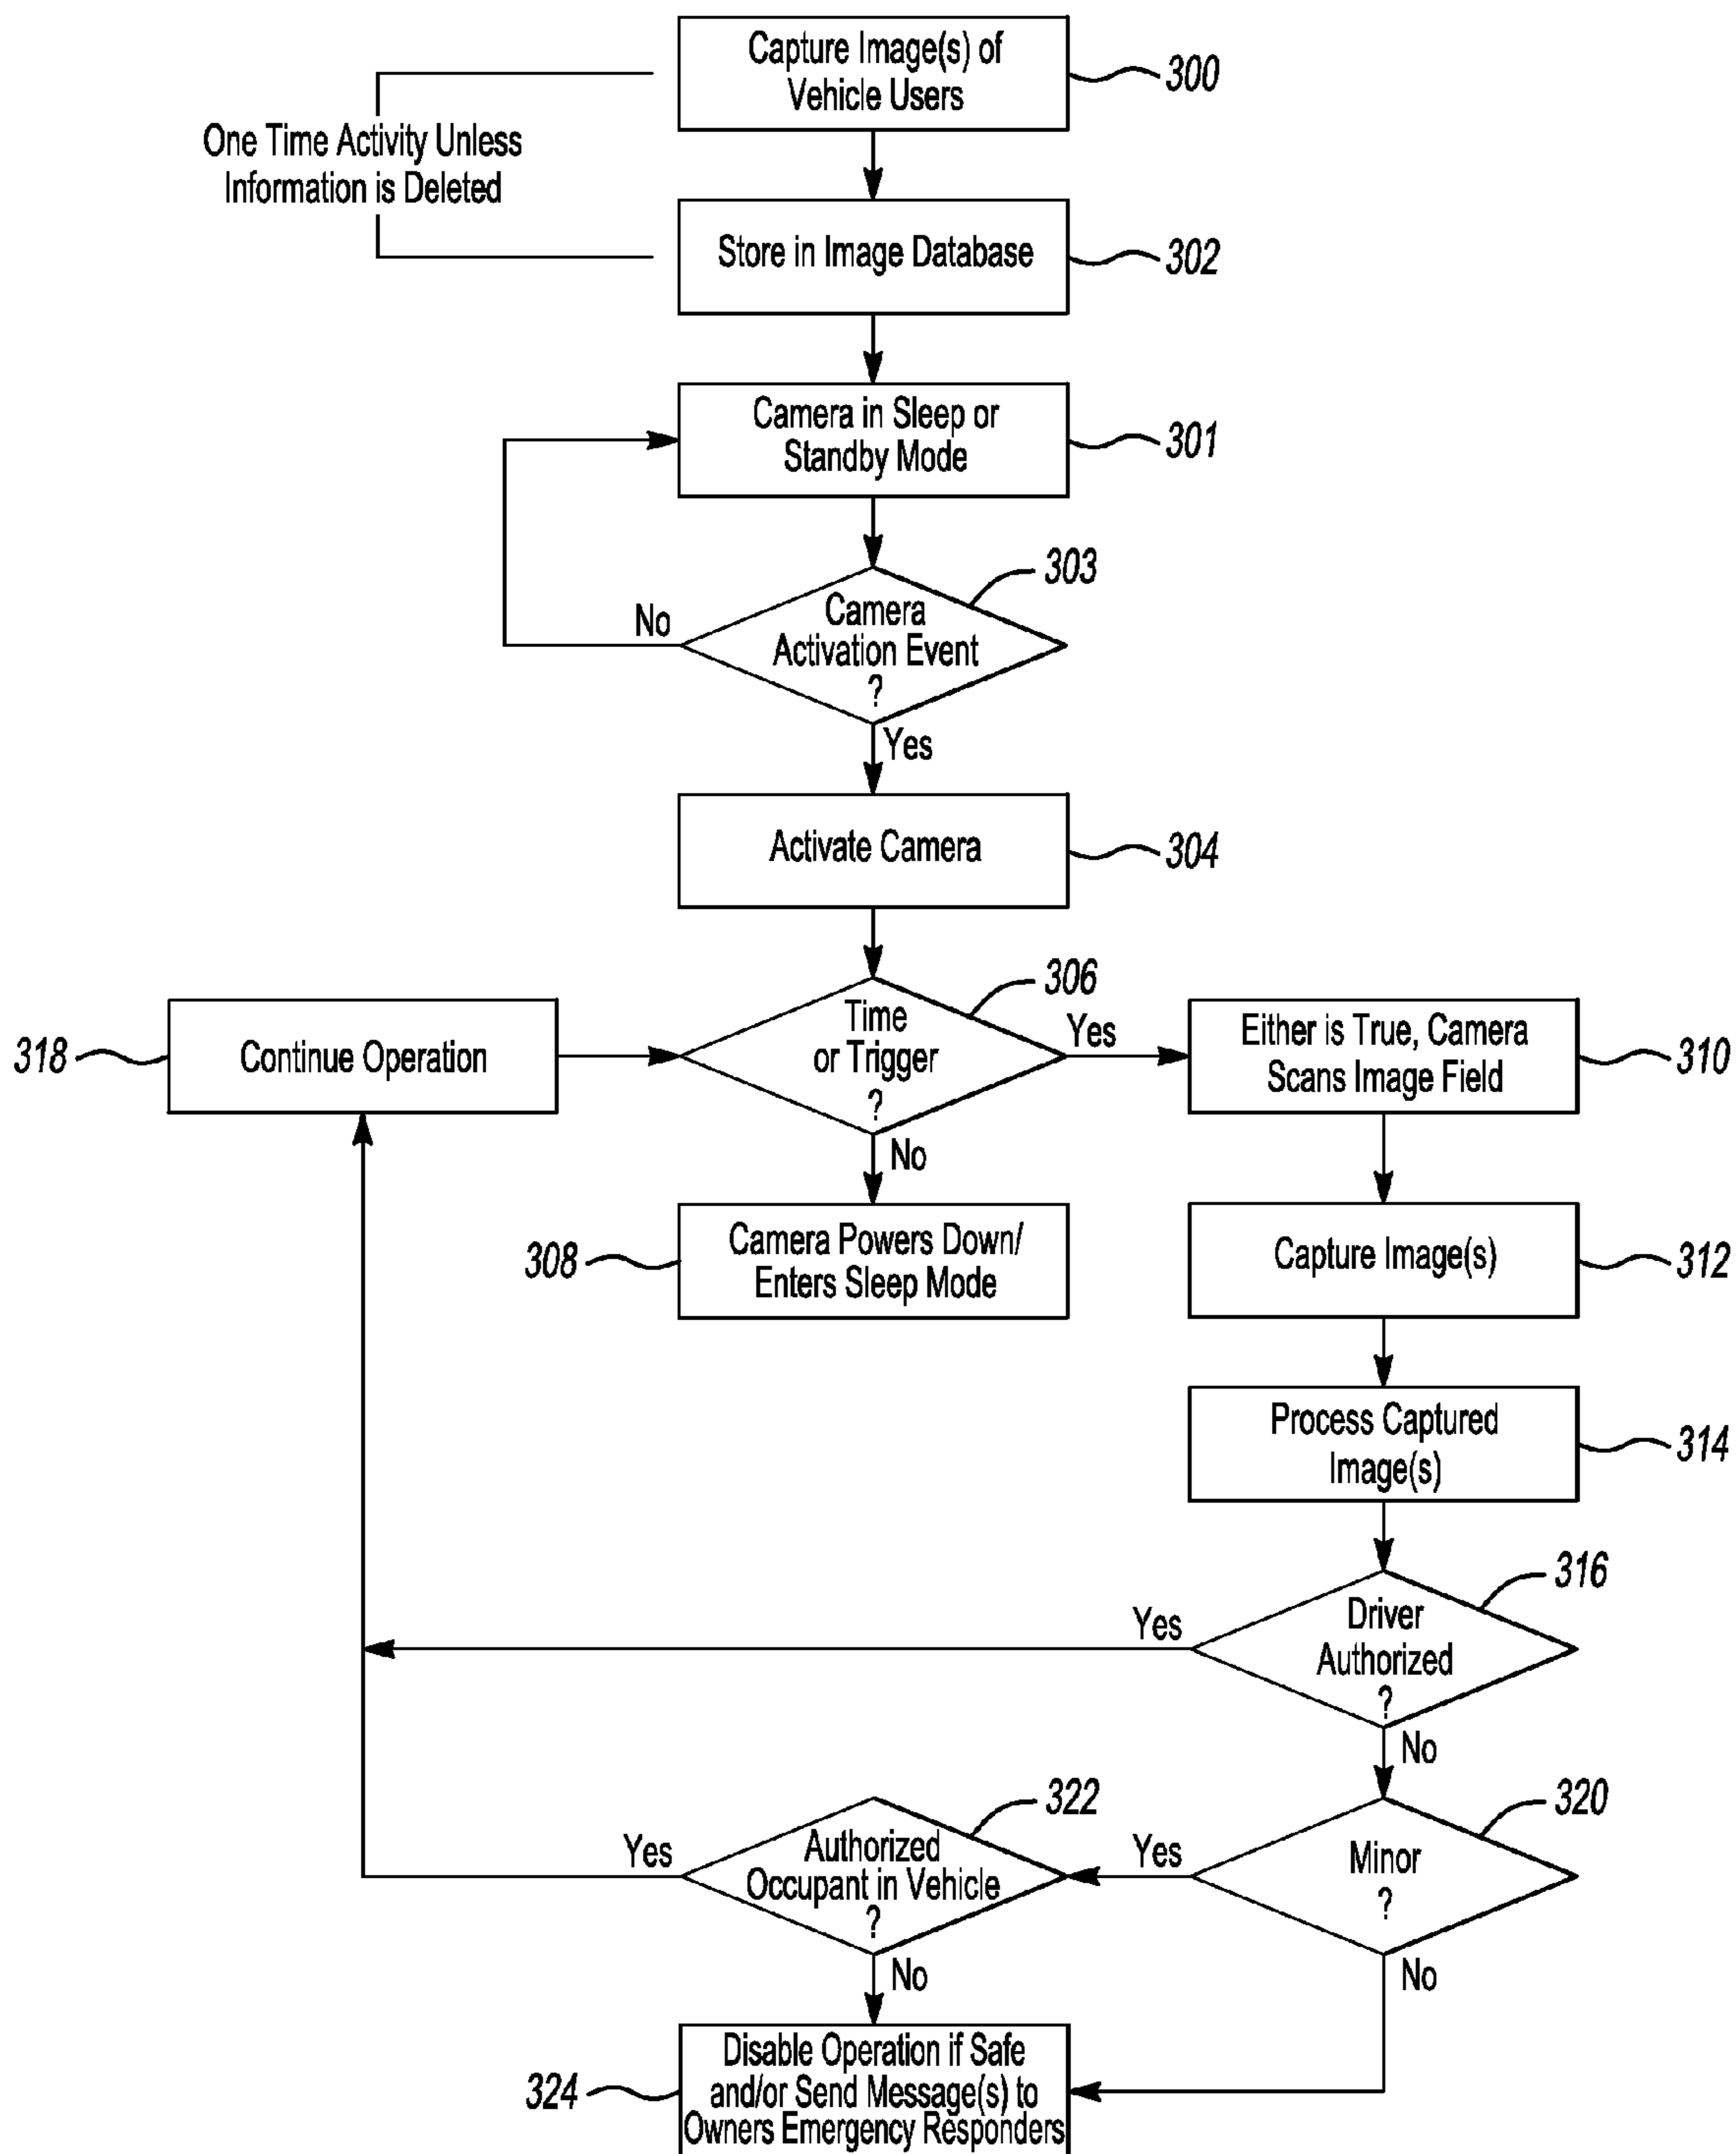 Capture Image(s) of
Vehicle Users
300
One Time Activity Unless
Information is Deleted
Store in Image Database
302
Camera in Sleep or
Standby Mode
301
303
Camera
Activation Event
?
No
Yes
Activate Camera
304
306
Time
or Trigger
?
Yes
No
318
Continue Operation
Either is True, Camera
Scans Image Field
310
308
Camera Powers Down/
Enters Sleep Mode
Capture Image(s)
312
Process Captured
Image(s)
314
316
Driver
Authorized
?
Yes
No
322
Authorized
Occupant in Vehicle
?
Yes
No
320
Minor
?
Yes
No
324
Disable Operation if Safe
and/or Send Message(s) to
Owners Emergency Responders